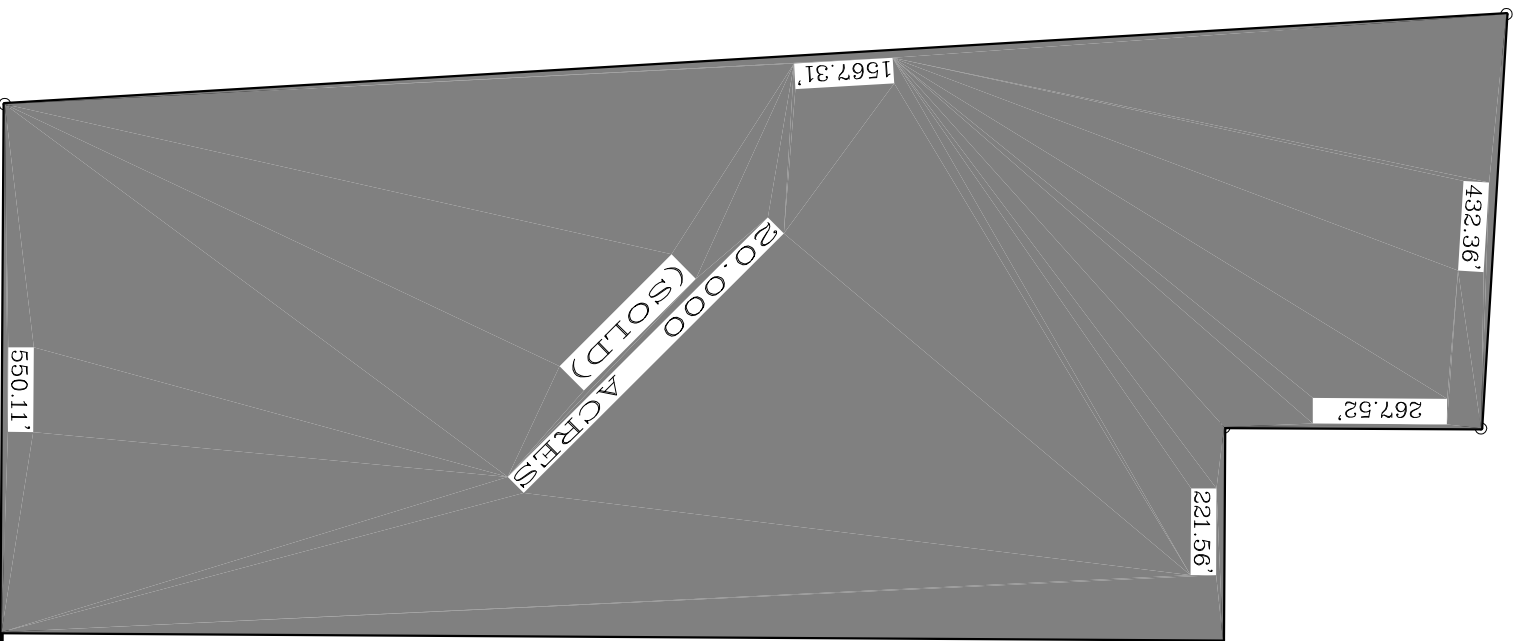 1567.31'
432.36'
(SOLD)
20.000 ACRES
550.11'
267.52'
221.56'